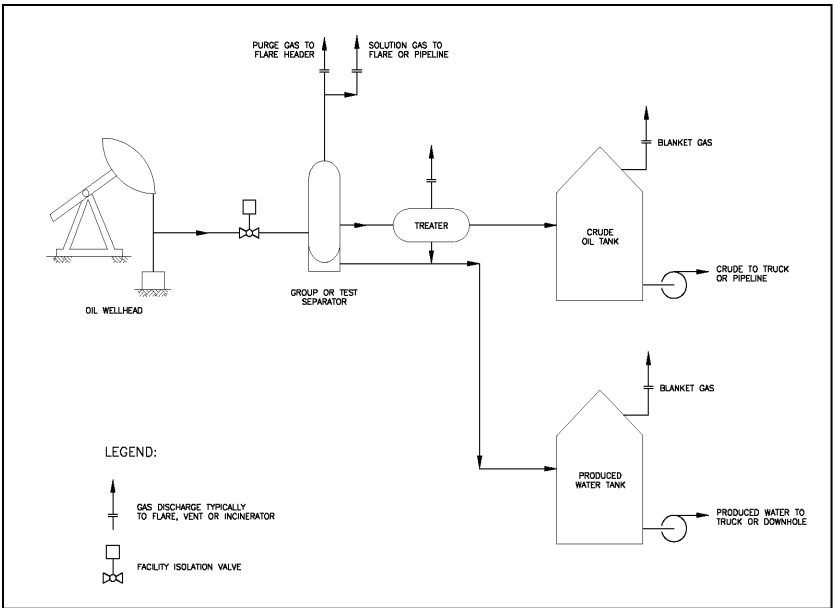 PURGE GAS TO
FLARE HEADER
SOLUTION GAS TO
FLARE OR PIPELINE
BLANKET GAS
TREATER
CRUDE
OIL TANK
CRUDE TO TRUCK
OR PIPELINE
GROUP OR TEST
SEPARATOR
OIL WELLHEAD
BLANKET GAS
PRODUCED
WATER TANK
PRODUCED WATER TO
TRUCK OR DOWNHOLE
LEGEND:
GAS DISCHARGE TYPICALLY
TO FLARE, VENT OR INCINERATOR
FACILITY ISOLATION VALVE